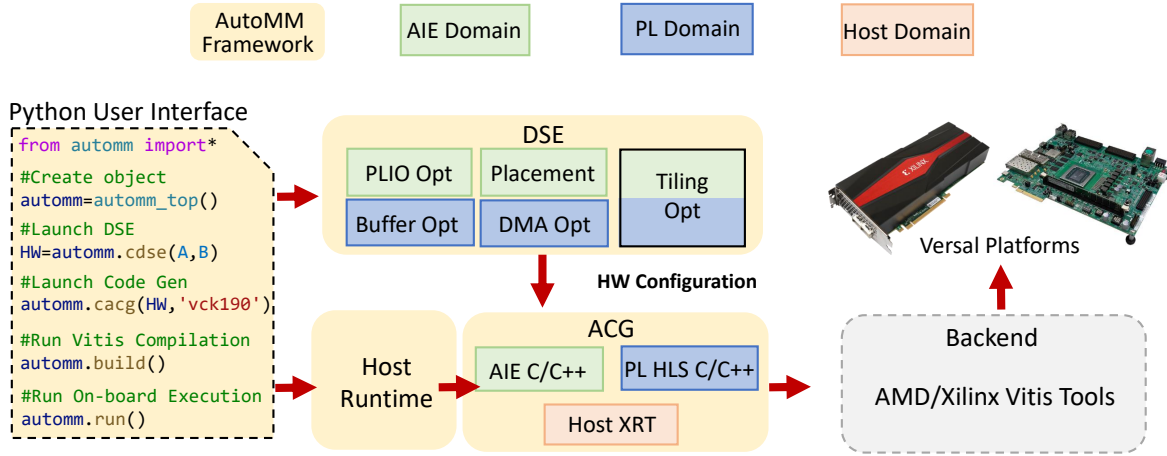 AutoMM
Framework
AIE Domain
PL Domain
Host Domain
Python User Interface
from automm import*
#Create object
automm=automm_top()
#Launch DSE
HW=automm.cdse(A,B)
#Launch Code Gen
automm.cacg(HW,'vck190')
#Run Vitis Compilation
automm.build()
#Run On-board Execution
automm.run()
DSE
PLIO Opt
Placement
Tiling
Opt
Buffer Opt
DMA Opt
HW Configuration
Host
Runtime
ACG
AIE C/C++
PL HLS C/C++
Host XRT
XILINX
Versal Platforms
Backend
AMD/Xilinx Vitis Tools